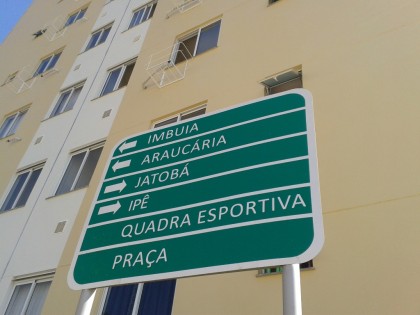 IMBUIA
ARAUCÁRIA
JATOBÁ
IPÊ
QUADRA ESPORTIVA
PRAÇA